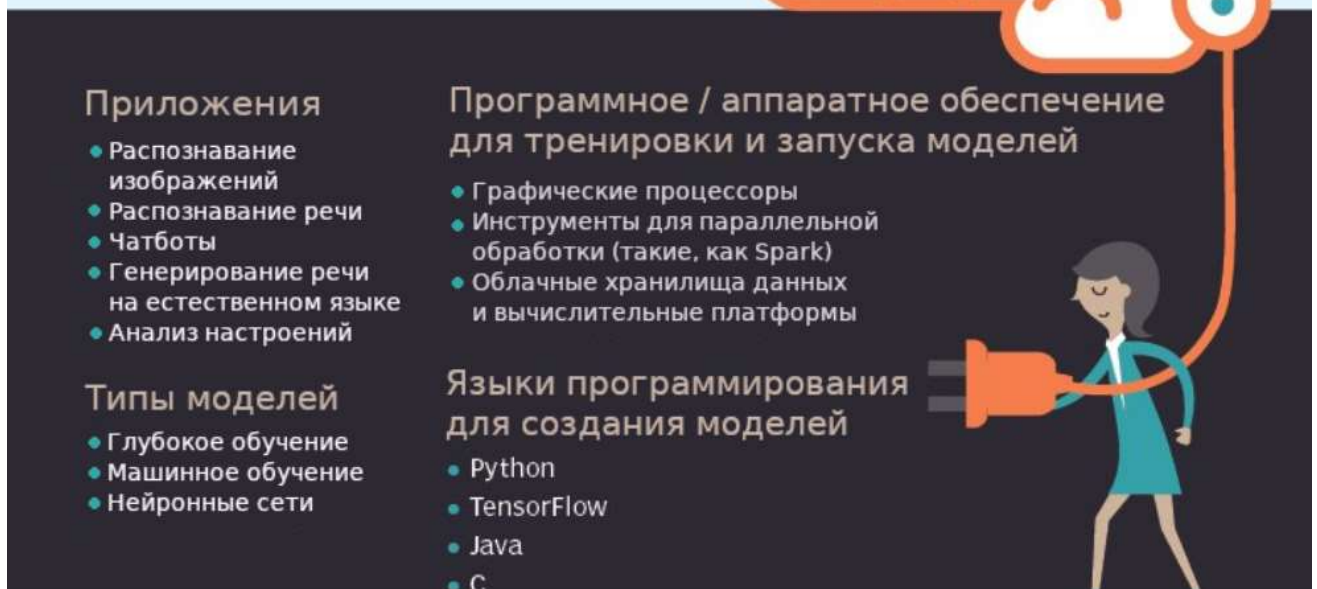 Приложения
• Распознавание
изображений
• Распознавание речи
• Чатботы
• Генерирование речи
на естественном языке
• Анализ настроений
Типы моделей
• Глубокое обучение
• Машинное обучение
• Нейронные сети
Программное / аппаратное обеспечение
для тренировки и запуска моделей
• Графические процессоры
• Инструменты для параллельной
обработки (такие, как Spark)
• Облачные хранилища данных
и вычислительные платформы
Языки программирования
для создания моделей
• Python
• TensorFlow
• Java
• C